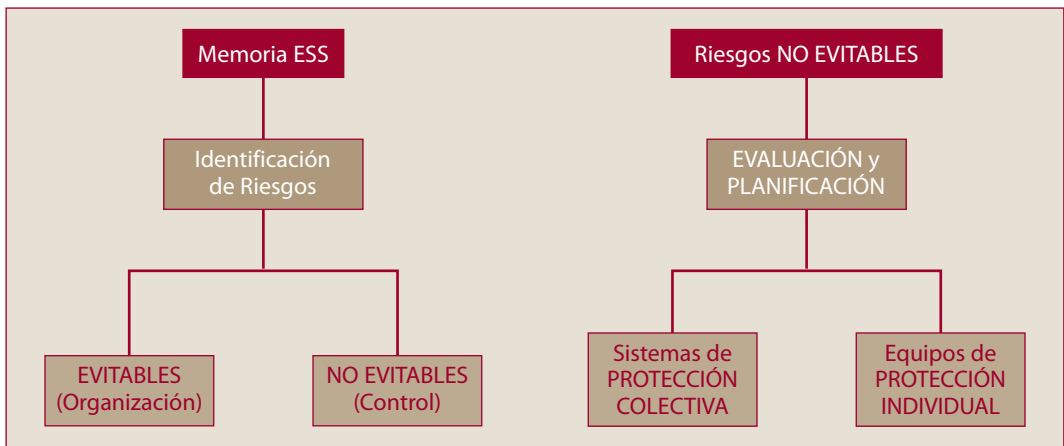 Memoria ESS
Identificación
de Riesgos
EVITABLES
(Organización)
NO EVITABLES
(Control)
Riesgos NO EVITABLES
EVALUACIÓN y
PLANIFICACIÓN
Sistemas de
PROTECCIÓN
COLECTIVA
Equipos de
PROTECCIÓN
INDIVIDUAL